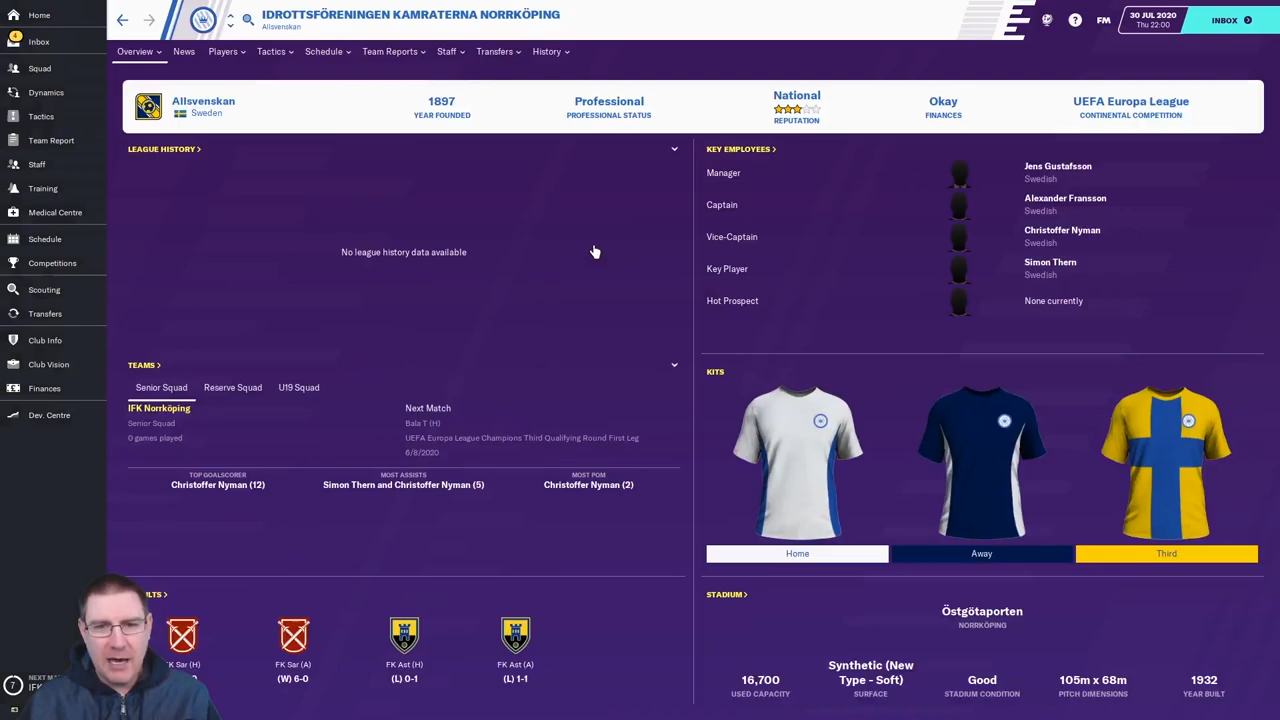 IDROTTSFÖRENINGEN KAMRATERNA NORRKÖPING
Allsvenskan
FM
30 JUL 2020
Thu 22:00
INBOX
Overview
News
Players
Tactics
Schedule
Team Reports
Staff
Transfers
History
4
Inbox
Squad
Dynamics
Tactics
Team Report
Staff
Training
Medical Centre
Schedule
Competitions
Scouting
Transfers
Club Info
Club Vision
Finances
Dev. Centre
Allsvenskan
Sweden
1897
YEAR FOUNDED
Professional
PROFESSIONAL STATUS
National
REPUTATION
Okay
FINANCES
UEFA Europa League
CONTINENTAL COMPETITION
LEAGUE HISTORY >
No league history data available
TEAMS >
Senior Squad
Reserve Squad
U19 Squad
IFK Norrköping
Senior Squad
0 games played
Next Match
Bala T (H)
UEFA Europa League Champions Third Qualifying Round First Leg
6/8/2020
TOP GOALSCORER
Christoffer Nyman (12)
MOST ASSISTS
Simon Thern and Christoffer Nyman (5)
MOST POM
Christoffer Nyman (2)
FK Sar (A)
(W) 6-0
FK Ast (H)
(L) 0-1
FK Ast (A)
(L) 1-1
KEY EMPLOYEES >
Manager
Jens Gustafsson
Swedish
Captain
Alexander Fransson
Swedish
Vice-Captain
Christoffer Nyman
Swedish
Key Player
Simon Thern
Swedish
Hot Prospect
None currently
KITS
Home
Away
Third
STADIUM >
Östgötaporten
NORRKÖPING
16,700
USED CAPACITY
Synthetic (New
Type - Soft)
SURFACE
Good
STADIUM CONDITION
105m x 68m
PITCH DIMENSIONS
1932
YEAR BUILT